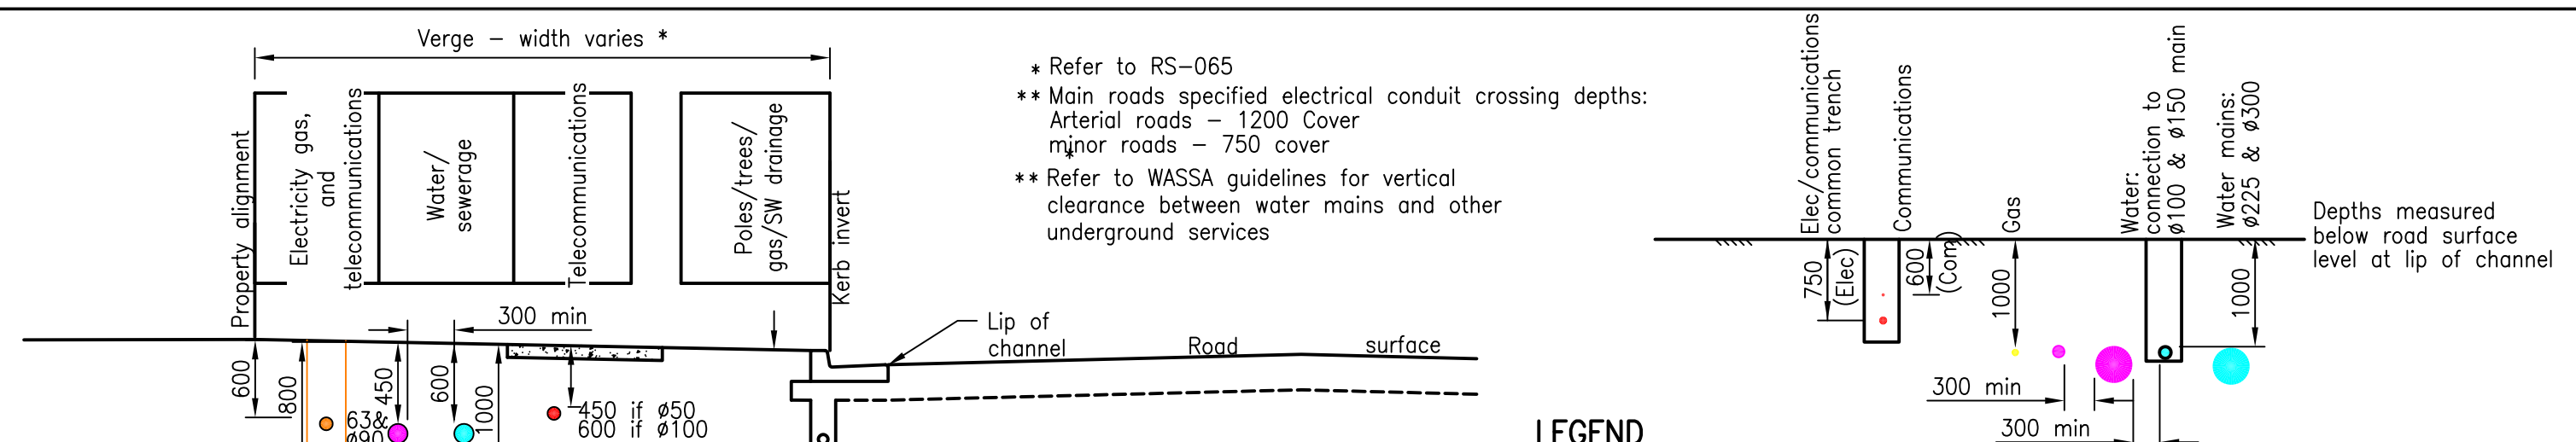 Verge - width varies *
Property alignment
Electricity gas,
and
telecommunications
Water/
sewerage
Telecommunications
Poles/trees/
gas/SW drainage
Kerb invert
* Refer to RS-065
** Main roads specified electrical conduit crossing depths:
Arterial roads - 1200 Cover
minor roads - 750 cover
*
** Refer to WASSA guidelines for vertical
clearance between water mains and other
underground services
Elec/communications
common trench
Communications
Gas
Water:
connection to
ø100 & ø150 main
Water mains:
ø225 & ø300
Depths measured
below road surface
level at lip of channel
750
(Elec)
600
(Com)
1000
1000
300 min
300 min
300 min
Lip of
channel
Road surface
600
800
450
600
1000
63&
ø90
450 if ø50
600 if ø100
LEGEND